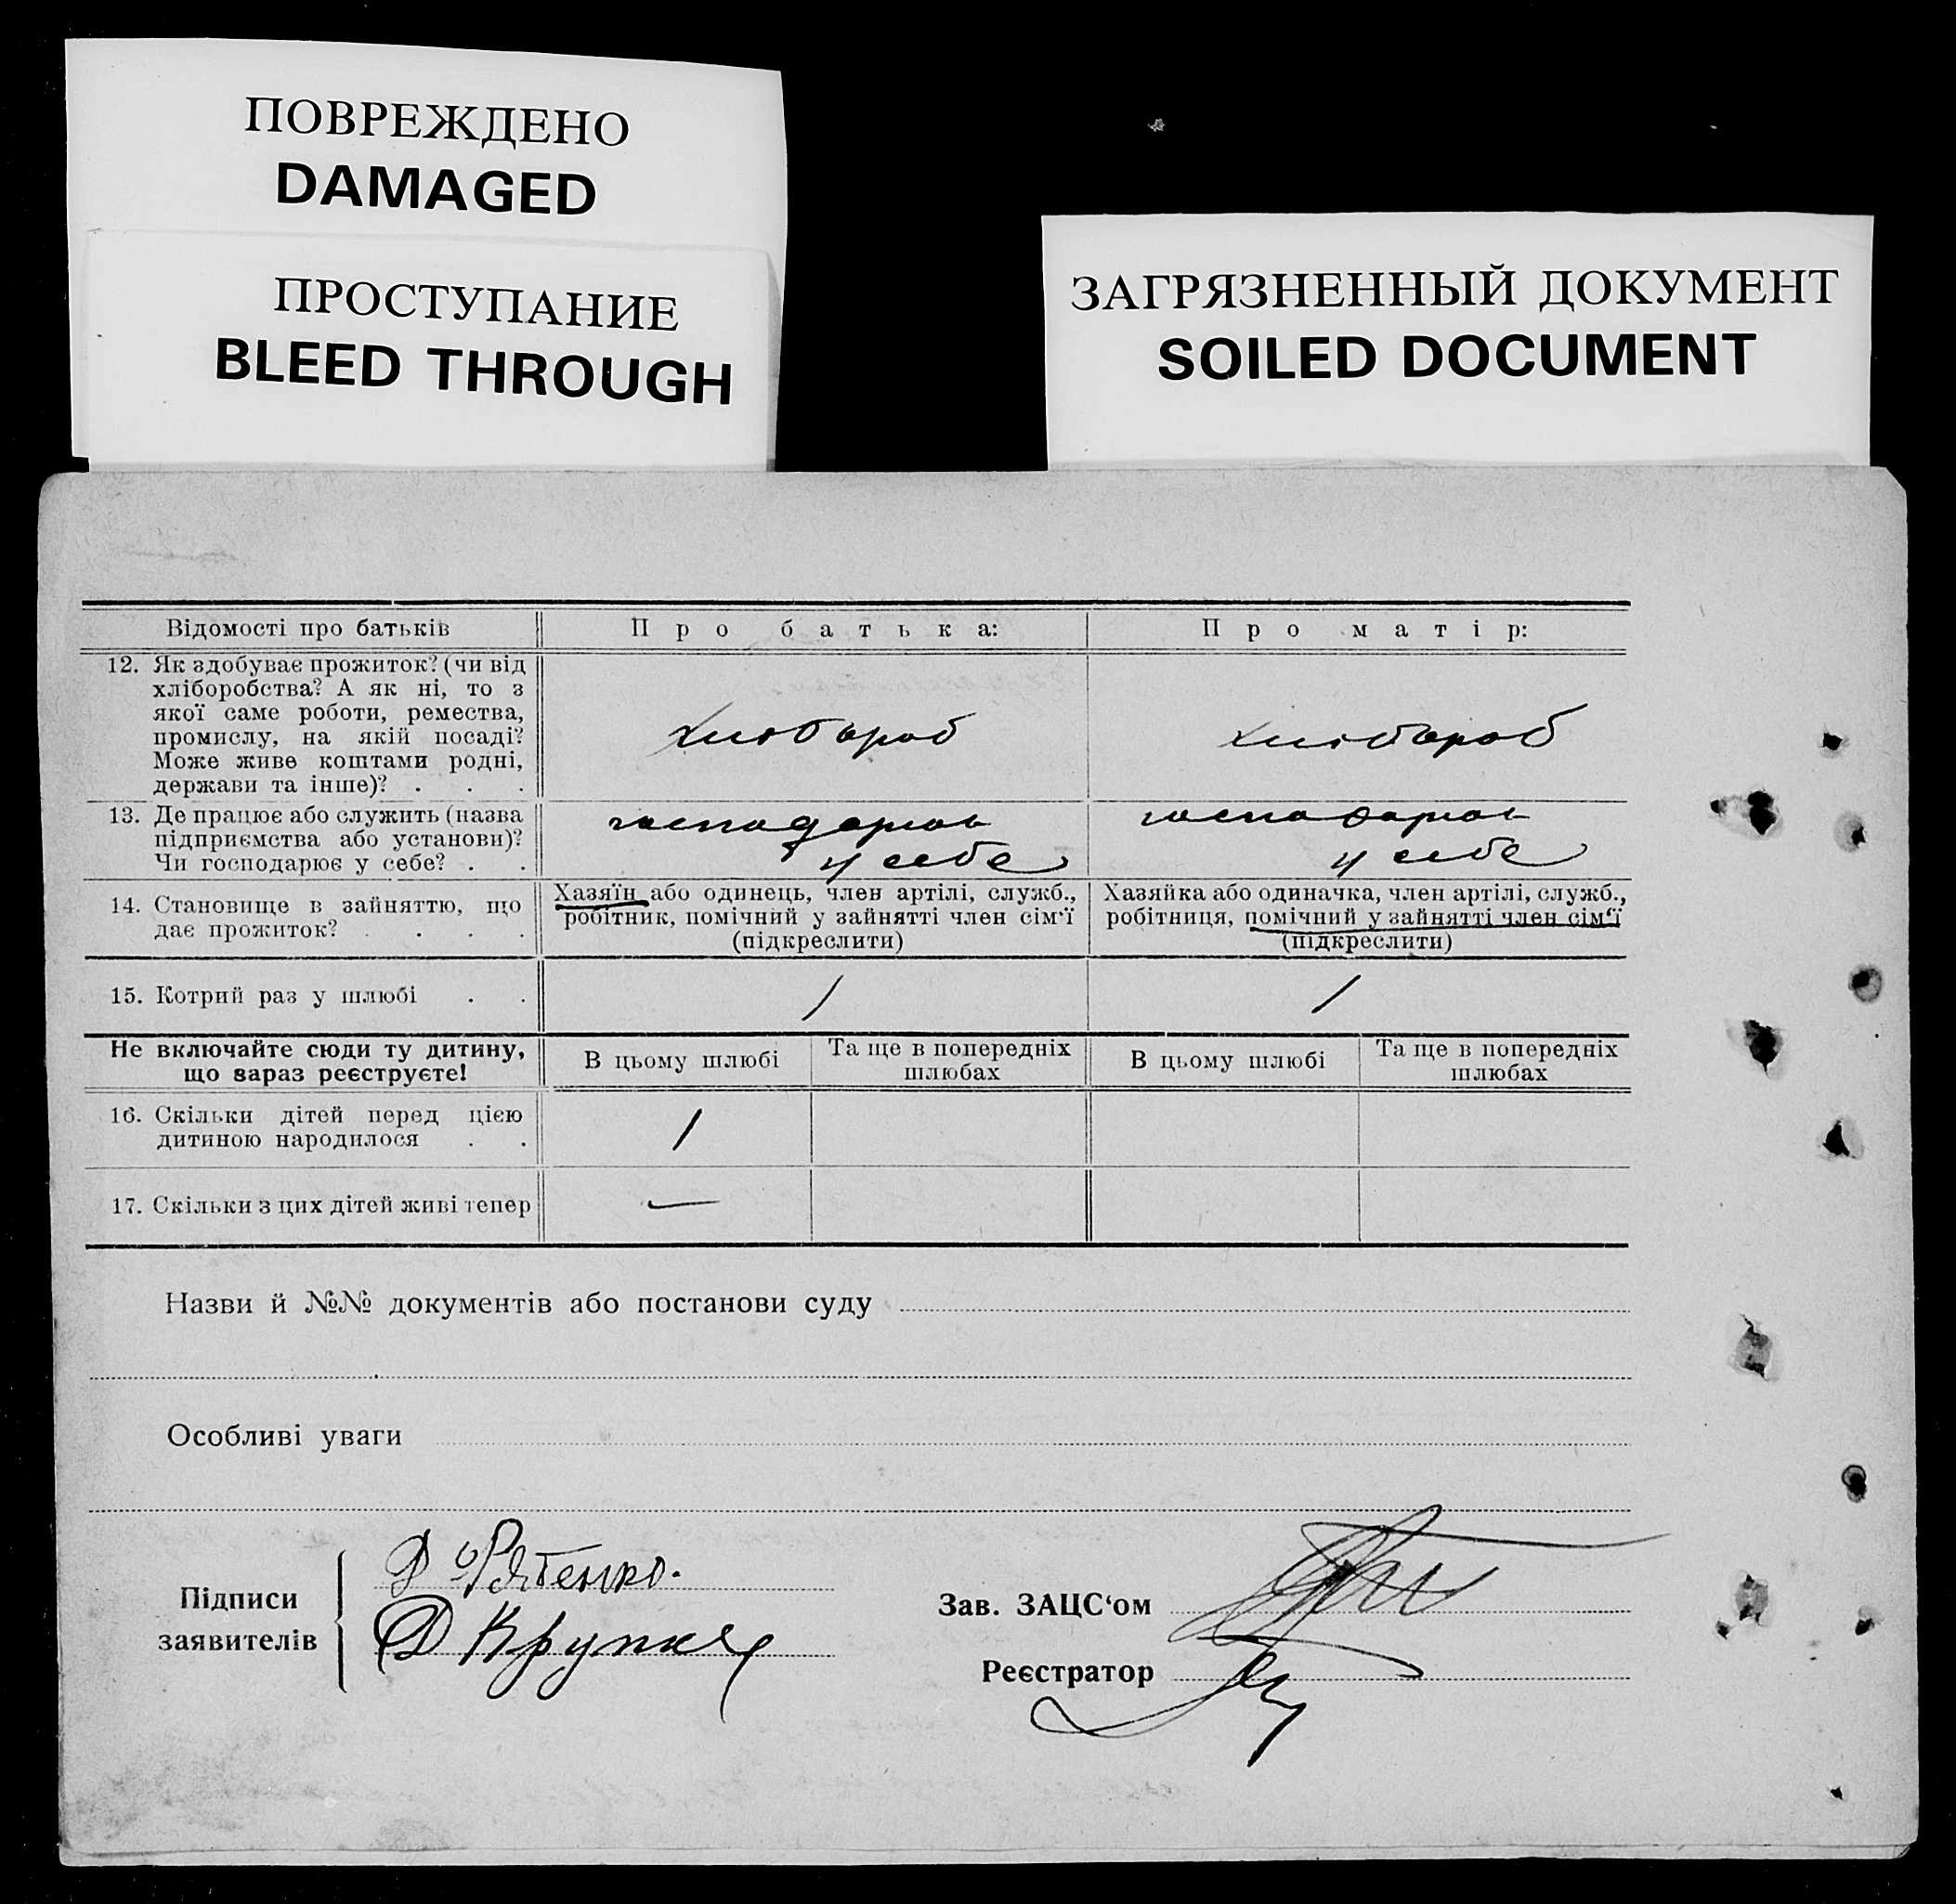 ПОВРЕЖДЕНО
DAMAGED
ПРОСТУПАНИЕ
BLEED THROUGH
ЗАГРЯЗНЕННЫЙ ДОКУМЕНТ
SOILED DOCUMENT
Відомості про батьків
Про батька:
Про матір:
12. Як здобуває прожиток? (чи від
хліборобства? А як ні, то з
якої саме роботи, ремества,
промислу, на якій посаді?
Може живе коштами родні,
держави та інше)? . . .
хлібороб
хлібороб
13. Де працює або служить (назва
підприємства або установи)?
Чи господарює у себе? . .
господарює
у себе
господарює
у себе
14. Становище в зайняттю, що
дає прожиток? . . . .
Хазяїн або одинець, член артілі, служб.,
робітник, помічний у зайнятті член сім‘ї
(підкреслити)
Хазяйка або одиначка, член артілі, служб.,
робітниця, помічний у зайнятті член сім‘ї
(підкреслити)
15. Котрий раз у шлюбі . .
1
1
Не включайте сюди ту дитину,
що зараз реєструєте!
В цьому шлюбі
Та ще в попередніх
шлюбах
В цьому шлюбі
Та ще в попередніх
шлюбах
16. Скільки дітей перед цією
дитиною народилося . .
1
17. Скільки з цих дітей живі тепер
—
Назви й №№ документів або постанови суду
Особливі уваги
Підписи
заявителів
Д Крупка
Зав. ЗАЦС‘ом
Реєстратор